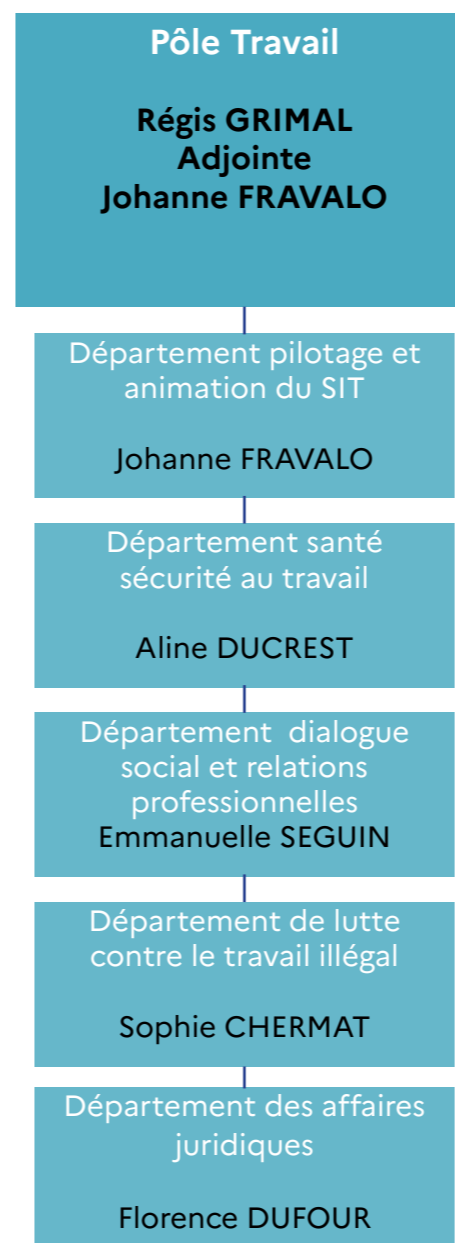 Pôle Travail
Régis GRIMAL
Adjointe
Johanne FRAVALO
Département pilotage et
animation du SIT
Johanne FRAVALO
Département santé
sécurité au travail
Aline DUCREST
Département dialogue
social et relations
professionnelles
Emmanuelle SEGUIN
Département de lutte
contre le travail illégal
Sophie CHERMAT
Département des affaires
juridiques
Florence DUFOUR